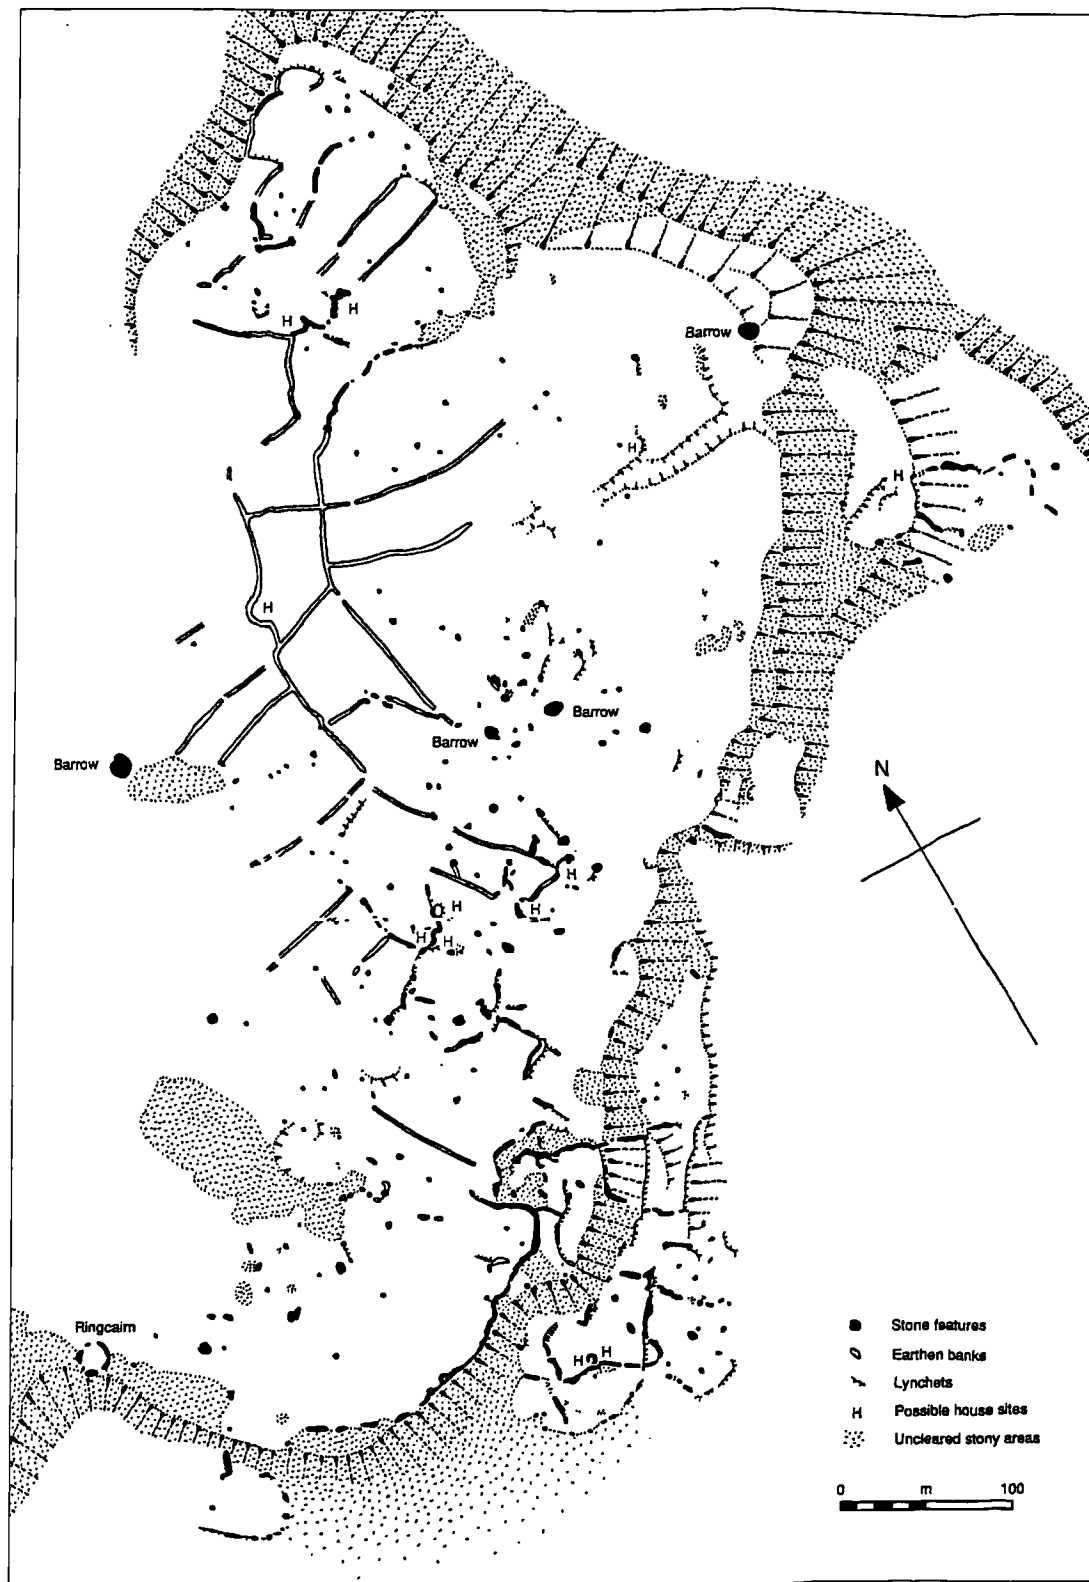 H
H
Barrow
H
H
H
Barrow
Barrow
Barrow
N
H
H
H
H
H
Ringcairn
H
H
Stone features
Earthen banks
Lynchets
H Possible house sites
Uncleared stony areas
0 m 100